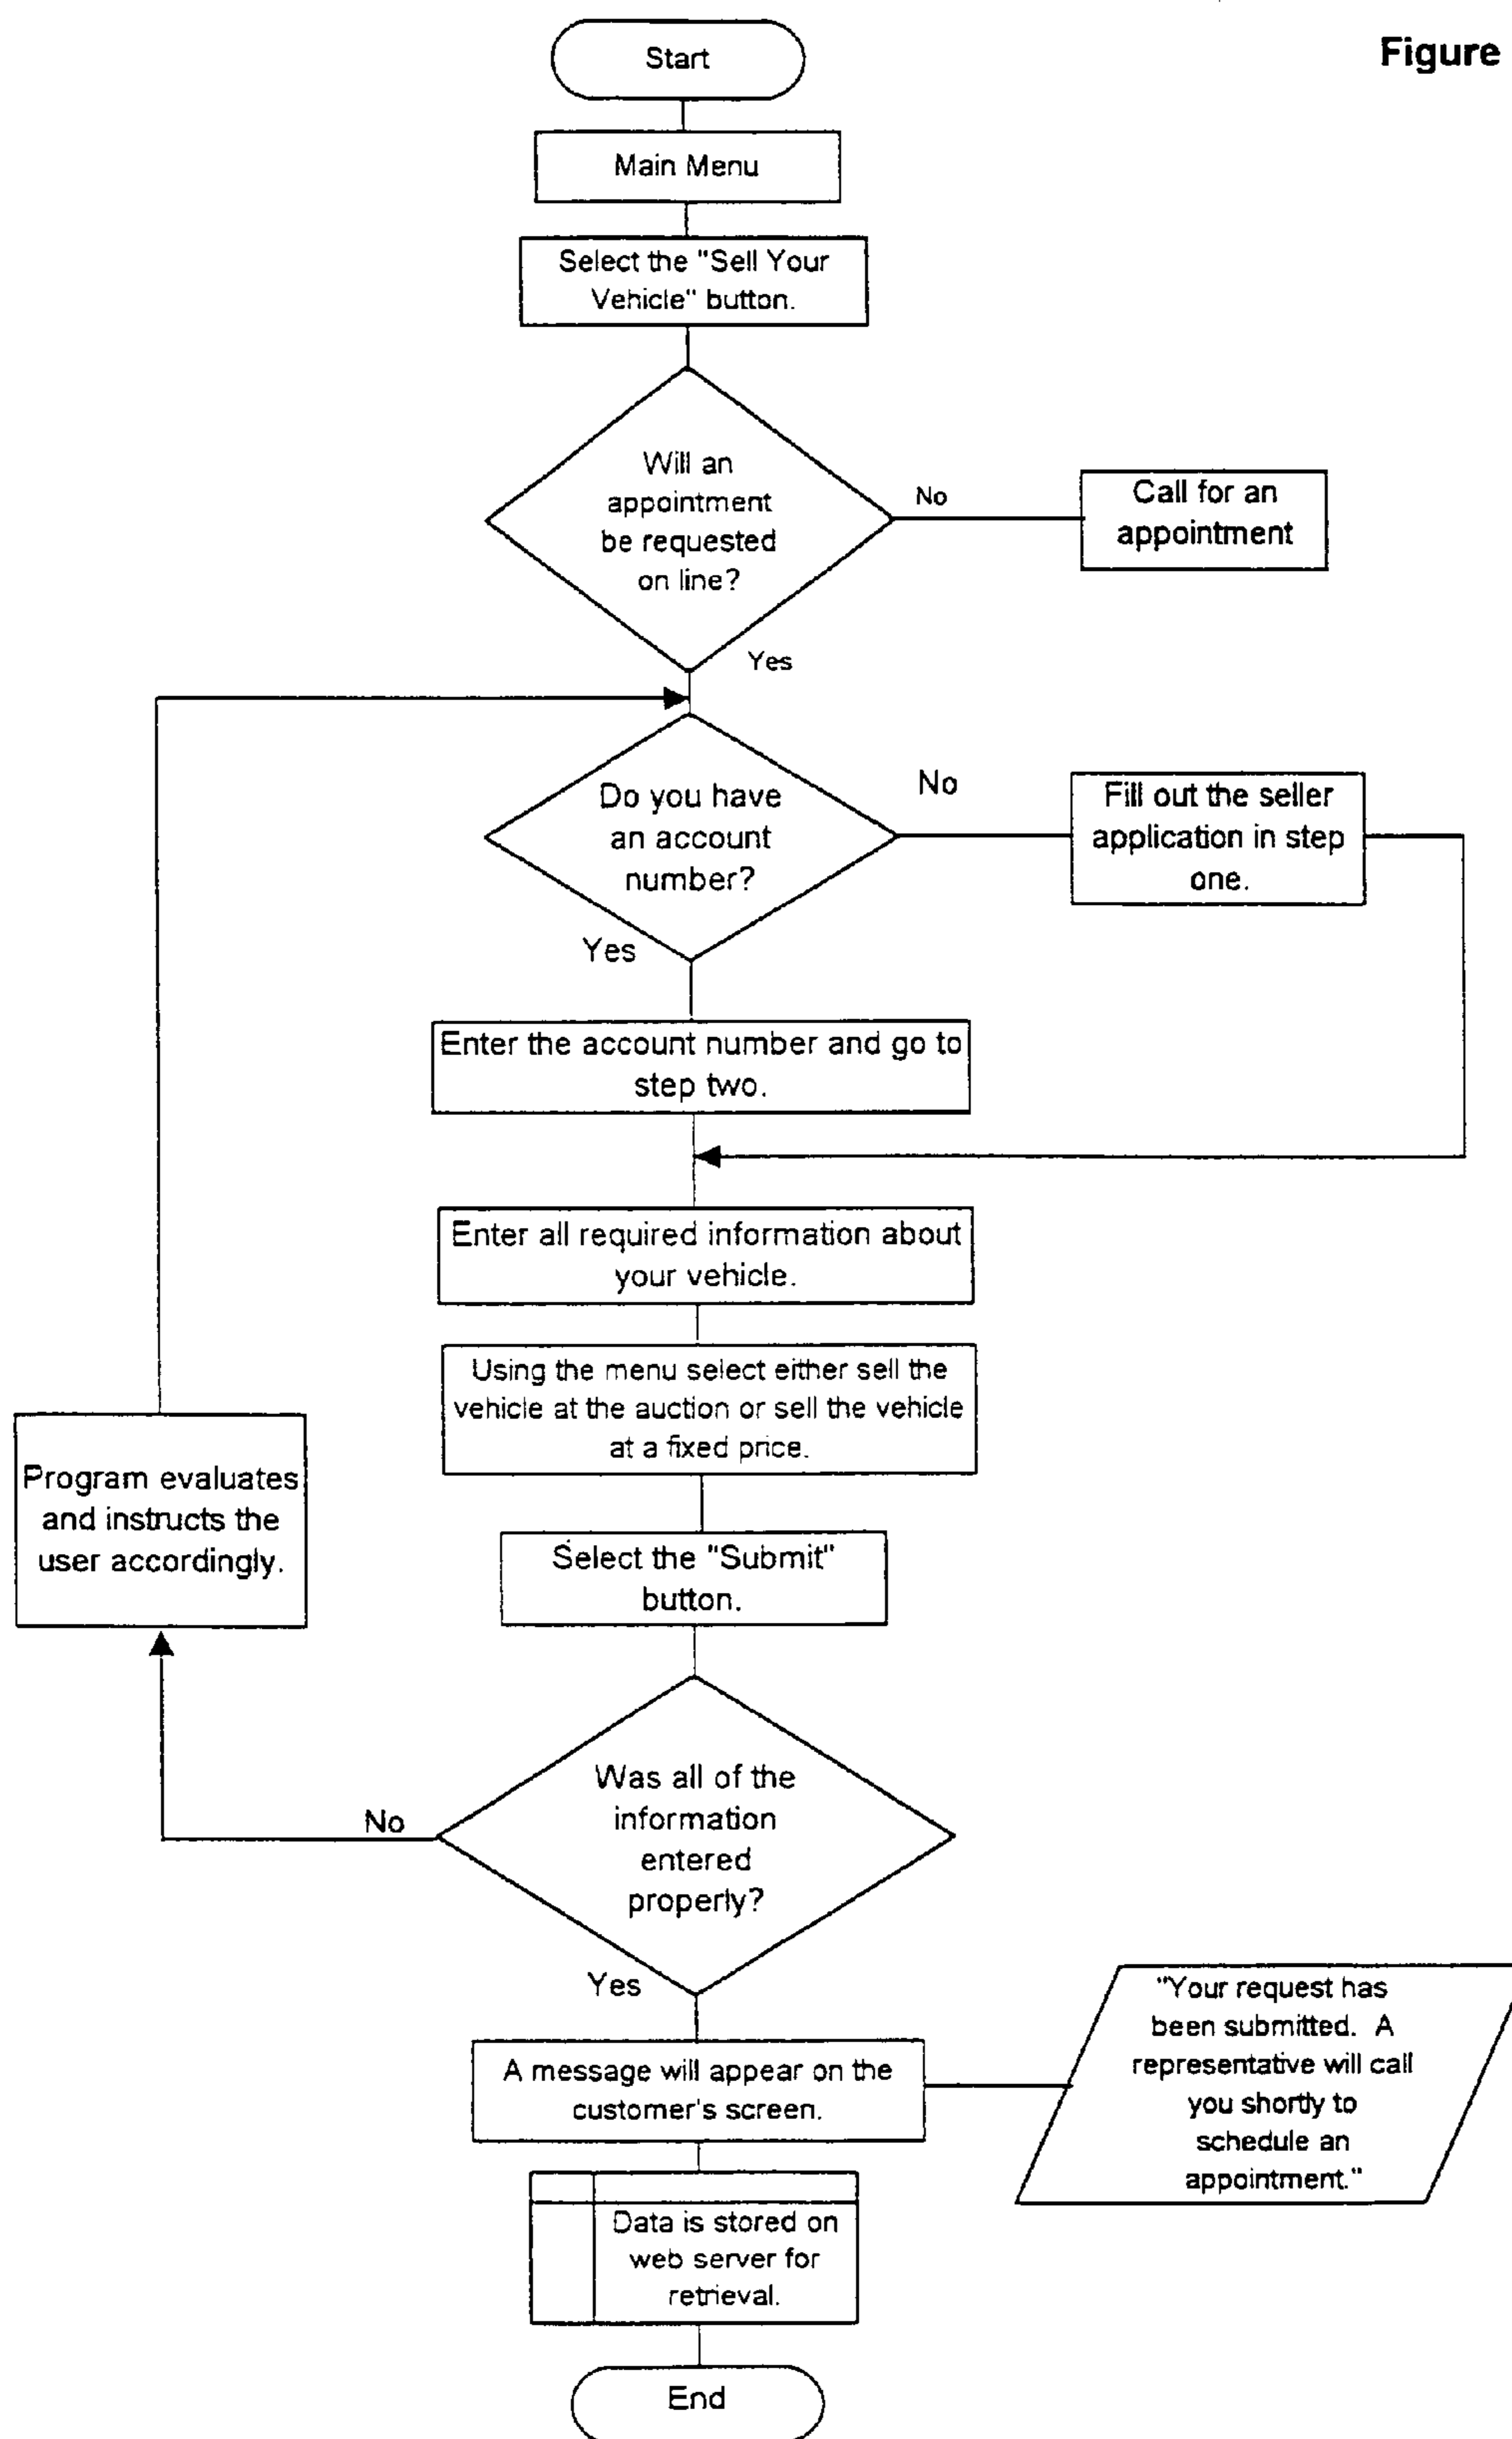 Figure
Start
Main Menu
Select the "Sell Your
Vehicle" button.
Will an
appointment
be requested
on line?
No
Call for an
appointment
Yes
Do you have
an account
number?
No
Fill out the seller
application in step
one.
Yes
Enter the account number and go to
step two.
Enter all required information about
your vehicle.
Using the menu select either sell the
vehicle at the auction or sell the vehicle
at a fixed price.
Program evaluates
and instructs the
user accordingly.
Select the "Submit"
button.
Was all of the
information
entered
properly?
No
Yes
A message will appear on the
customer's screen.
"Your request has
been submitted. A
representative will call
you shortly to
schedule an
appointment."
Data is stored on
web server for
retrieval.
End